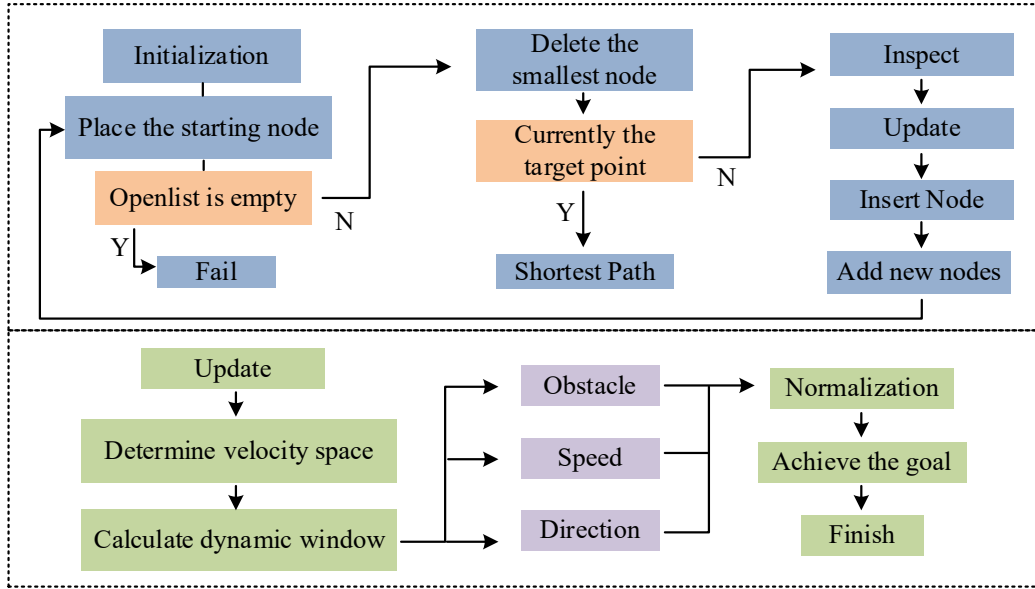 Initialization
Place the starting node
Openlist is empty
N
Y
Fail
Delete the
smallest node
Currently the
target point
N
Y
Shortest Path
Inspect
Update
Insert Node
Add new nodes
Update
Determine velocity space
Calculate dynamic window
Obstacle
Speed
Direction
Normalization
Achieve the goal
Finish